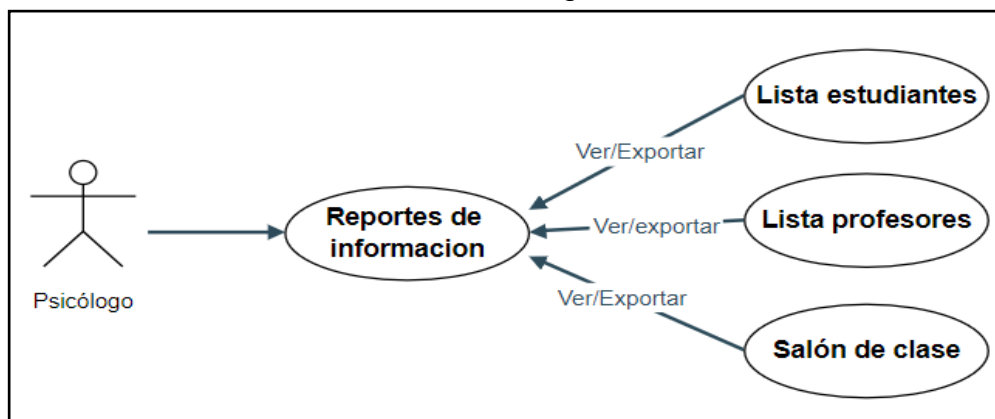 Lista estudiantes
Ver/Exportar
Reportes de
informacion
Ver/exportar
Lista profesores
Psicólogo
Ver/Exportar
Salón de clase